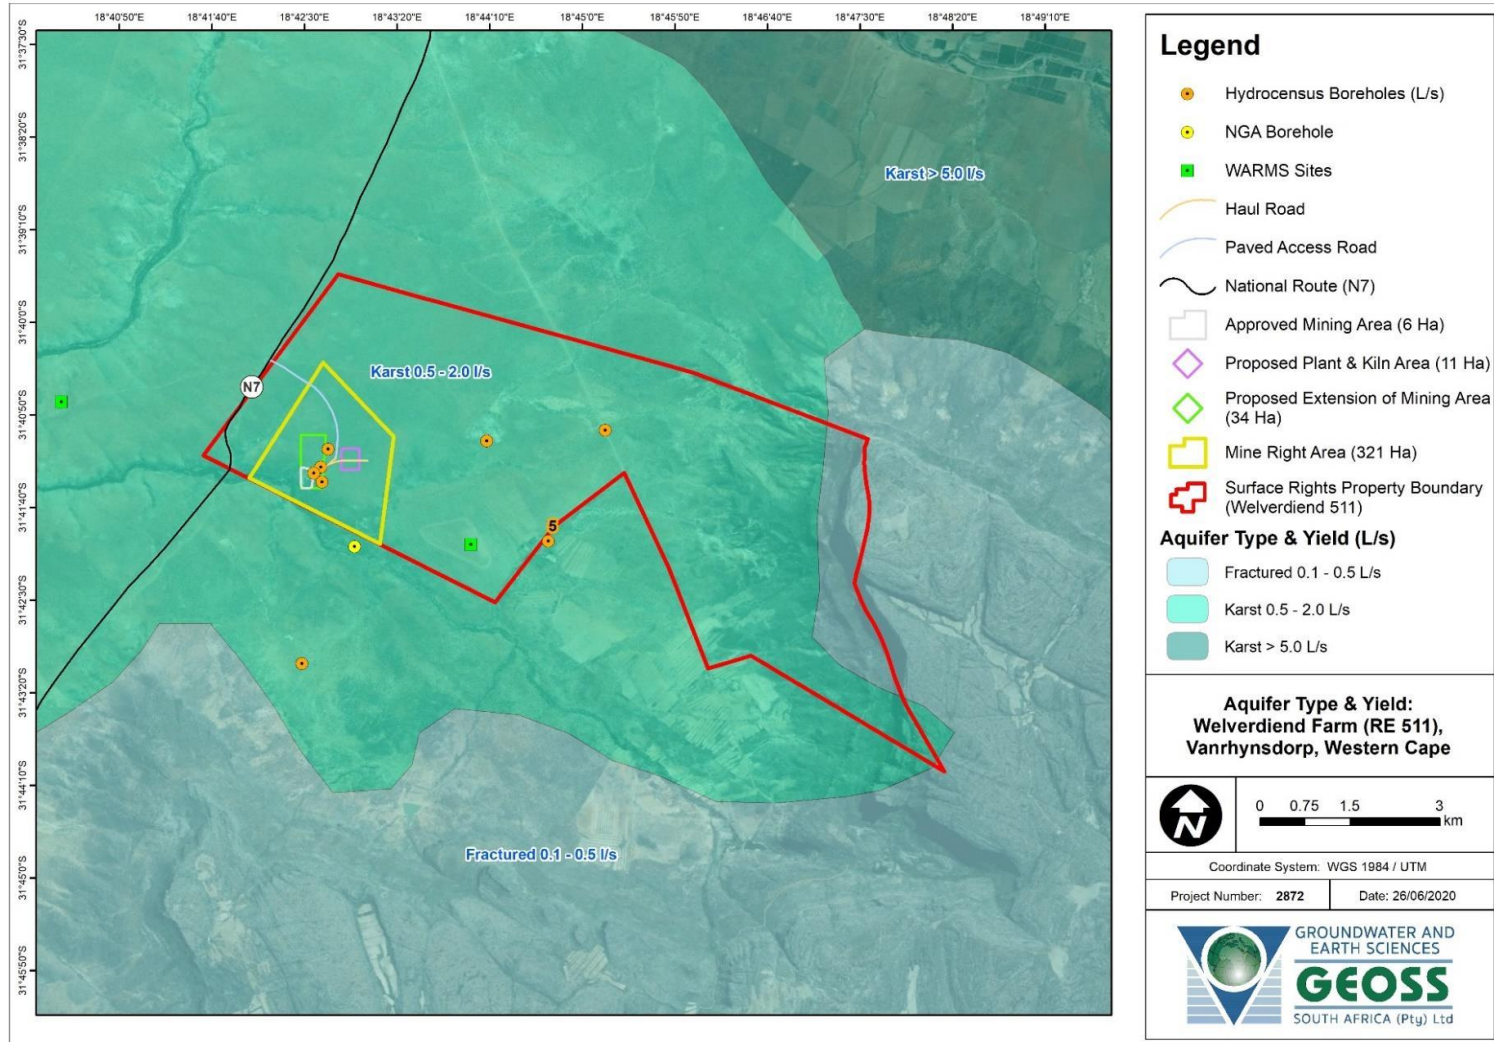 18°40'50"E 18°41'40"E 18°42'30"E 18°43'20"E 18°44'10"E 18°45'0"E 18°45'50"E 18°46'40"E 18°47'30"E 18°48'20"E 18°49'10"E
31°37'30"S
31°38'20"S
31°39'10"S
31°40'0"S
31°40'50"S
31°41'40"S
31°42'30"S
31°43'20"S
31°44'10"S
31°45'0"S
31°45'50"S
Karst > 5.0 l/s
Karst 0.5 - 2.0 l/s
N7
5
Fractured 0.1 - 0.5 l/s
Legend
Hydrocensus Boreholes (L/s)
NGA Borehole
WARMS Sites
Haul Road
Paved Access Road
National Route (N7)
Approved Mining Area (6 Ha)
Proposed Plant & Kiln Area (11 Ha)
Proposed Extension of Mining Area
(34 Ha)
Mine Right Area (321 Ha)
Surface Rights Property Boundary
(Welverdiend 511)
Aquifer Type & Yield (L/s)
Fractured 0.1 - 0.5 L/s
Karst 0.5 - 2.0 L/s
Karst > 5.0 L/s
Aquifer Type & Yield:
Welverdiend Farm (RE 511),
Vanrhynsdorp, Western Cape
N
0 0.75 1.5 3
km
Coordinate System: WGS 1984 / UTM
Project Number: 2872 Date: 26/06/2020
GROUNDWATER AND
EARTH SCIENCES
GEOSS
SOUTH AFRICA (Pty) Ltd